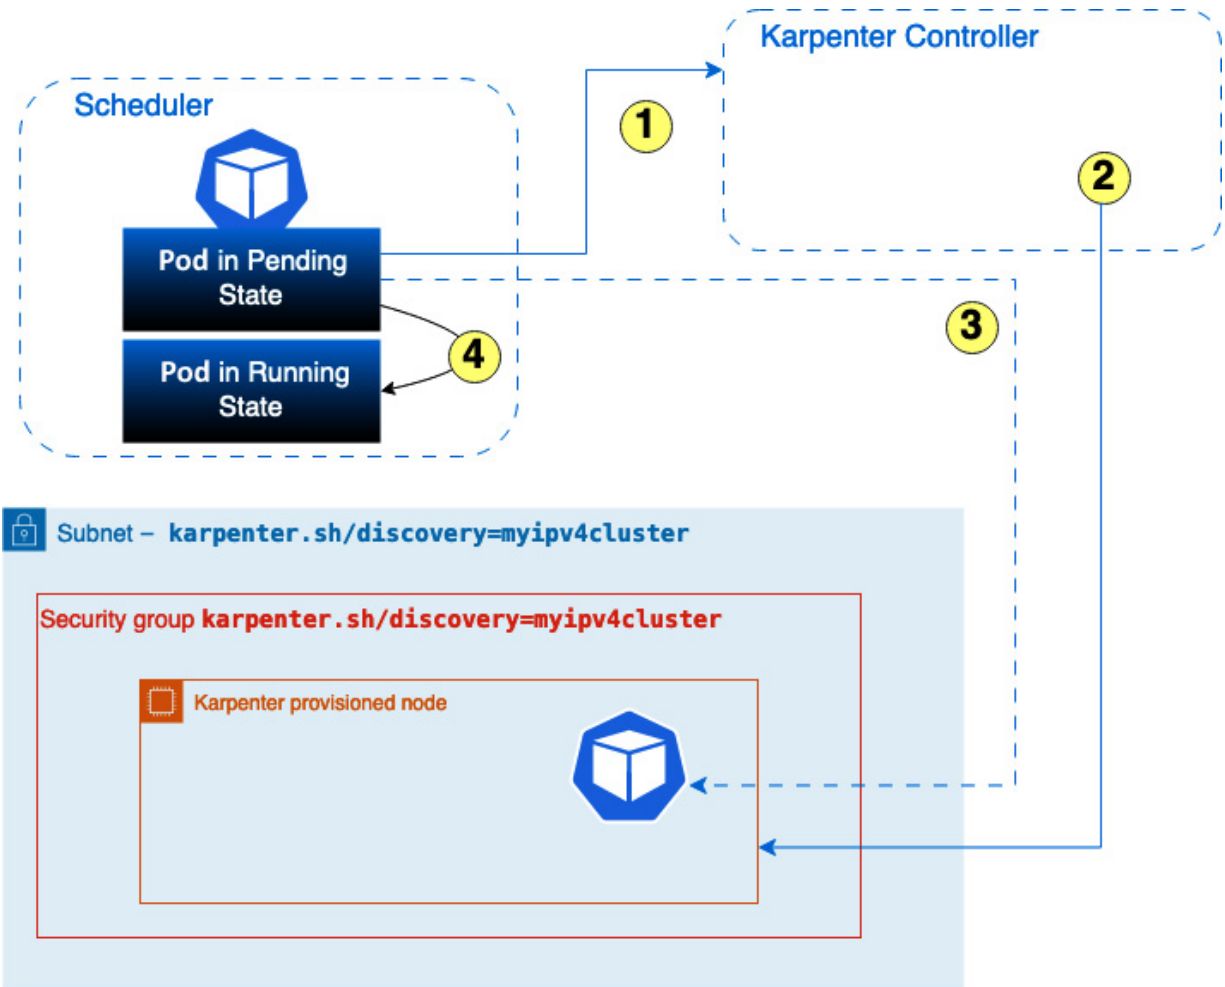 Karpenter Controller
Scheduler
1
2
Pod in Pending
State
3
4
Pod in Running
State
Subnet – karpenter.sh/discovery=myipv4cluster
Security group karpenter.sh/discovery=myipv4cluster
Karpenter provisioned node